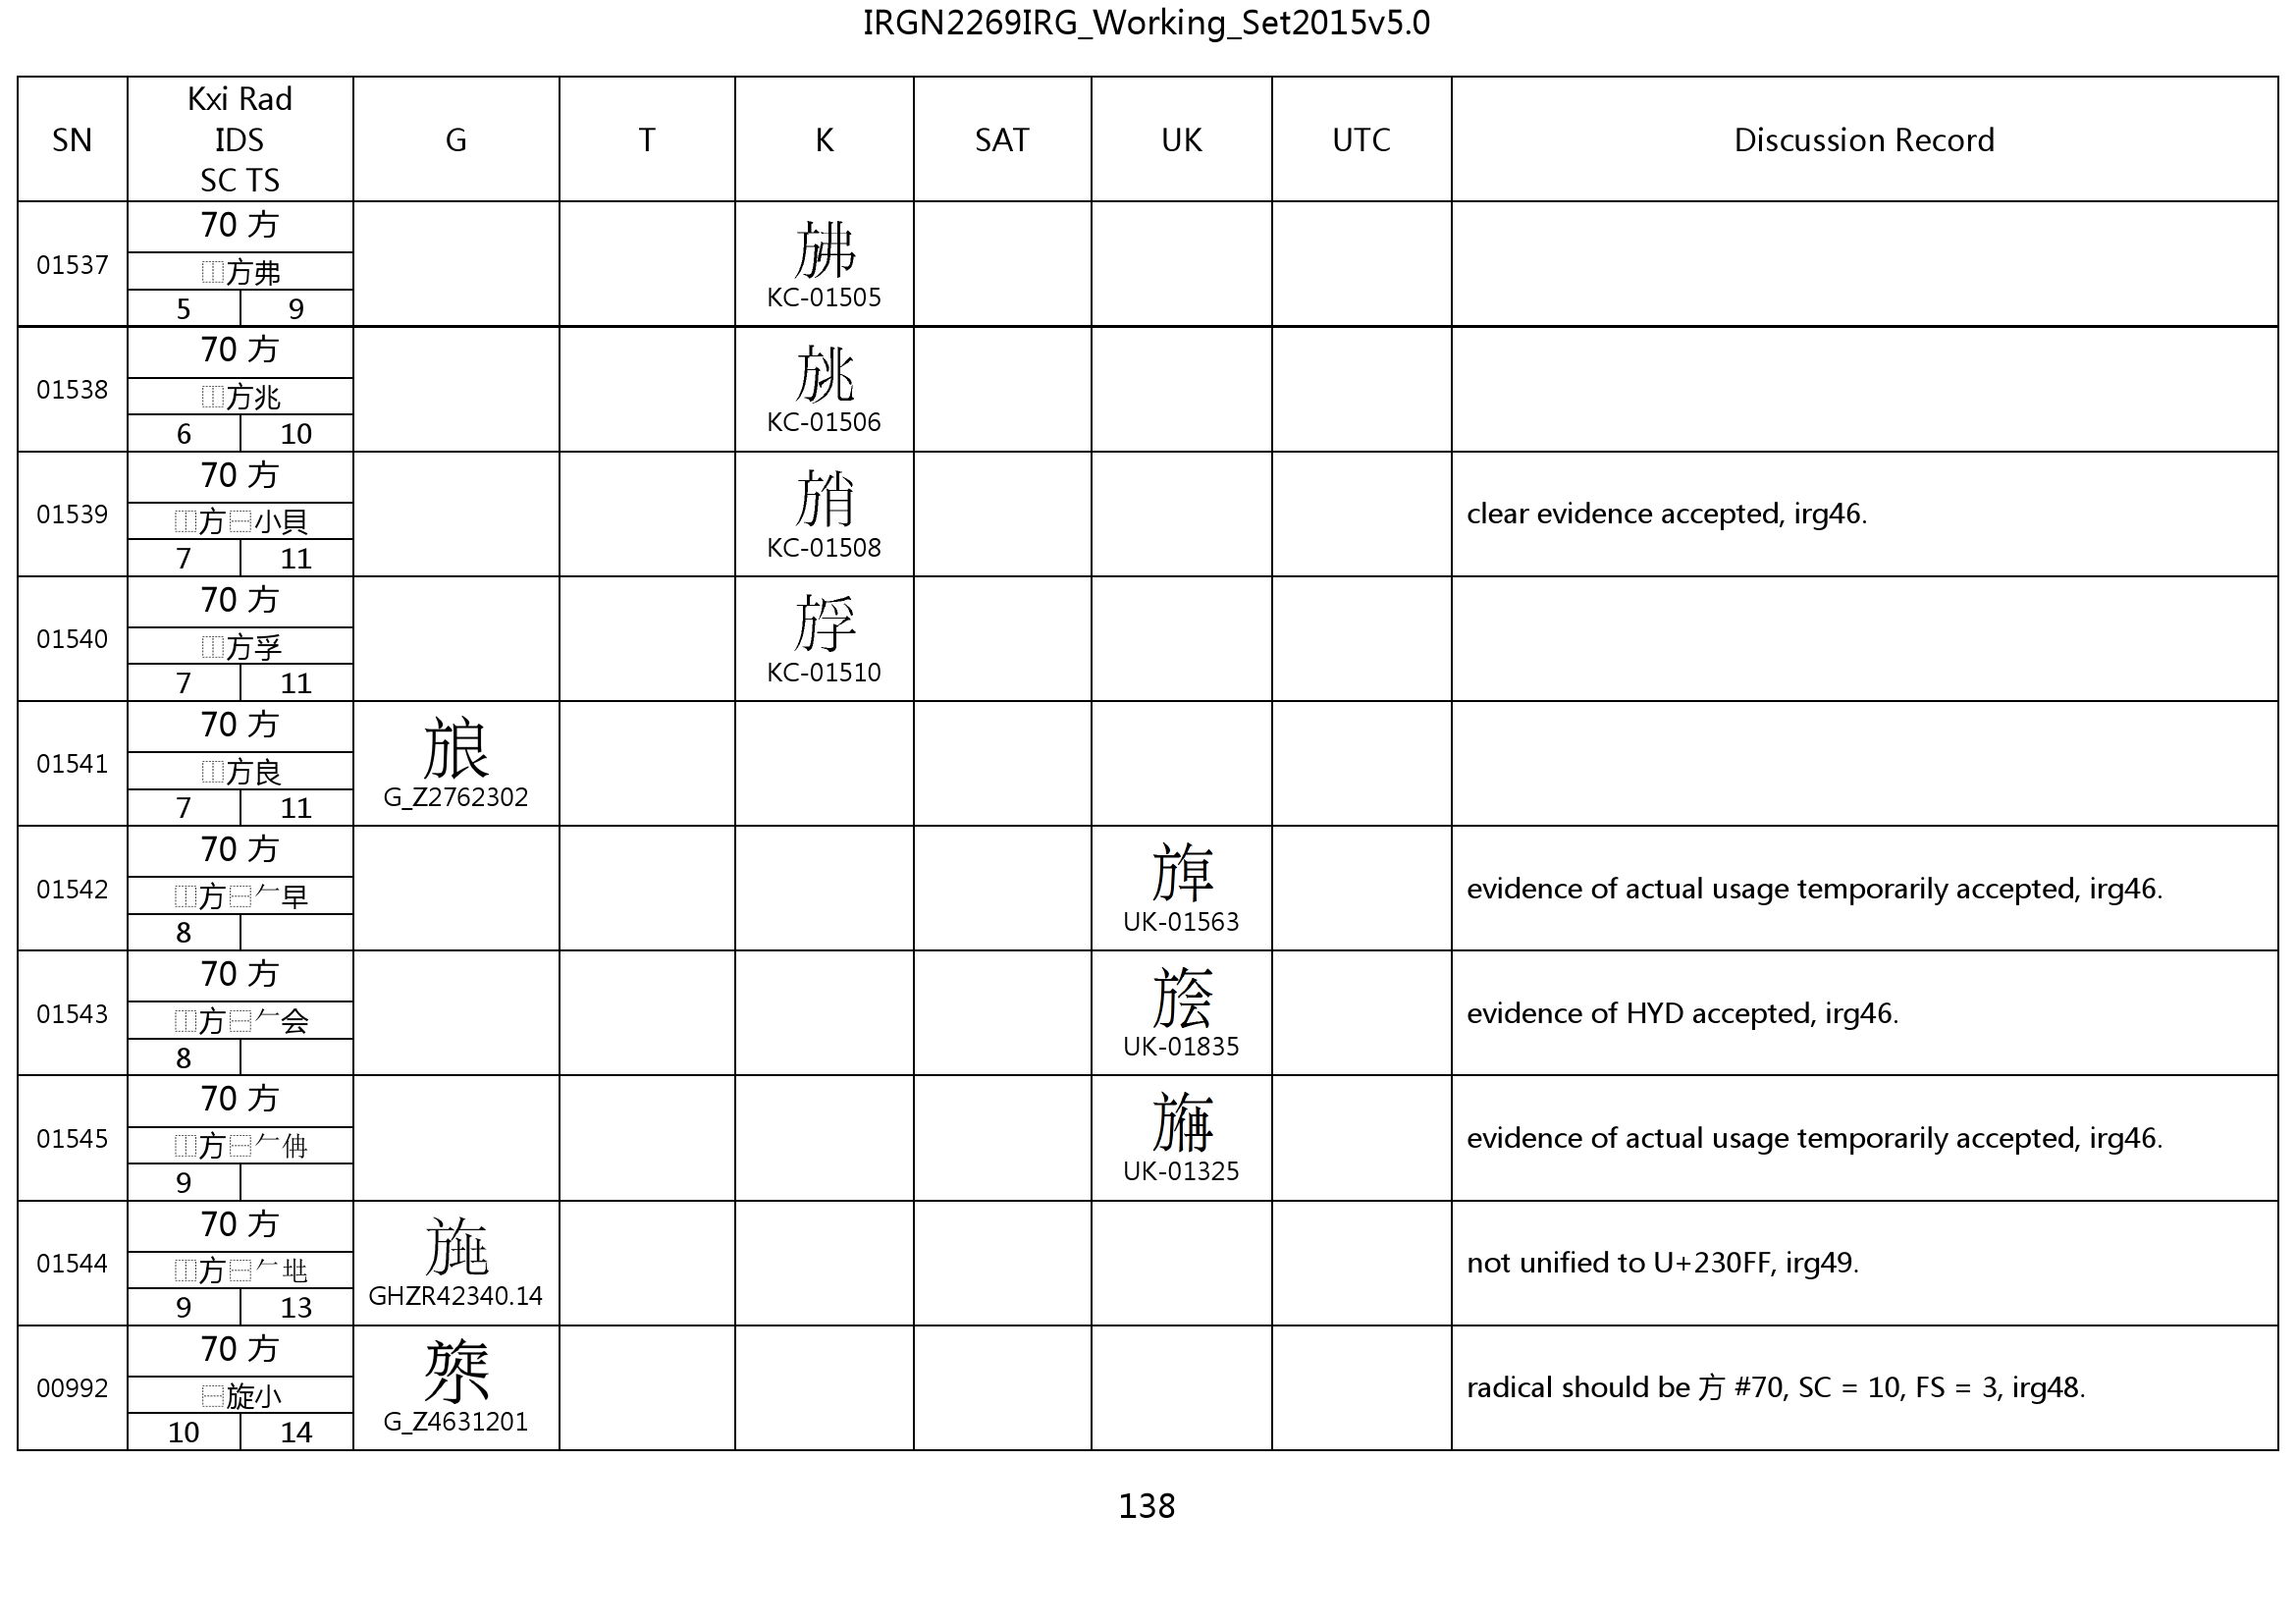 IRGN2269IRG_Working_Set2015v5.0
SN
Kxi Rad
IDS
SC TS
G
T
K
SAT
UK
UTC
Discussion Record
01537
70 方
⿰方弗
5 9
KC-01505
01538
70 方
⿰方兆
6 10
KC-01506
01539
70 方
⿰方⿱小貝
7 11
KC-01508
clear evidence accepted, irg46.
01540
70 方
⿰方孚
7 11
KC-01510
01541
70 方
⿰方良
7 11
G_Z2762302
01542
70 方
⿰方⿱𠂉早
8
UK-01563
evidence of actual usage temporarily accepted, irg46.
01543
70 方
⿰方⿱𠂉会
8
UK-01835
evidence of HYD accepted, irg46.
01545
70 方
⿰方⿱𠂉
9
UK-01325
evidence of actual usage temporarily accepted, irg46.
01544
70 方
⿰方⿱𠂉
9 13
GHZR42340.14
not unified to U+230FF, irg49.
00992
70 方
⿱旋小
10 14
G_Z4631201
radical should be 方 #70, SC = 10, FS = 3, irg48.
138